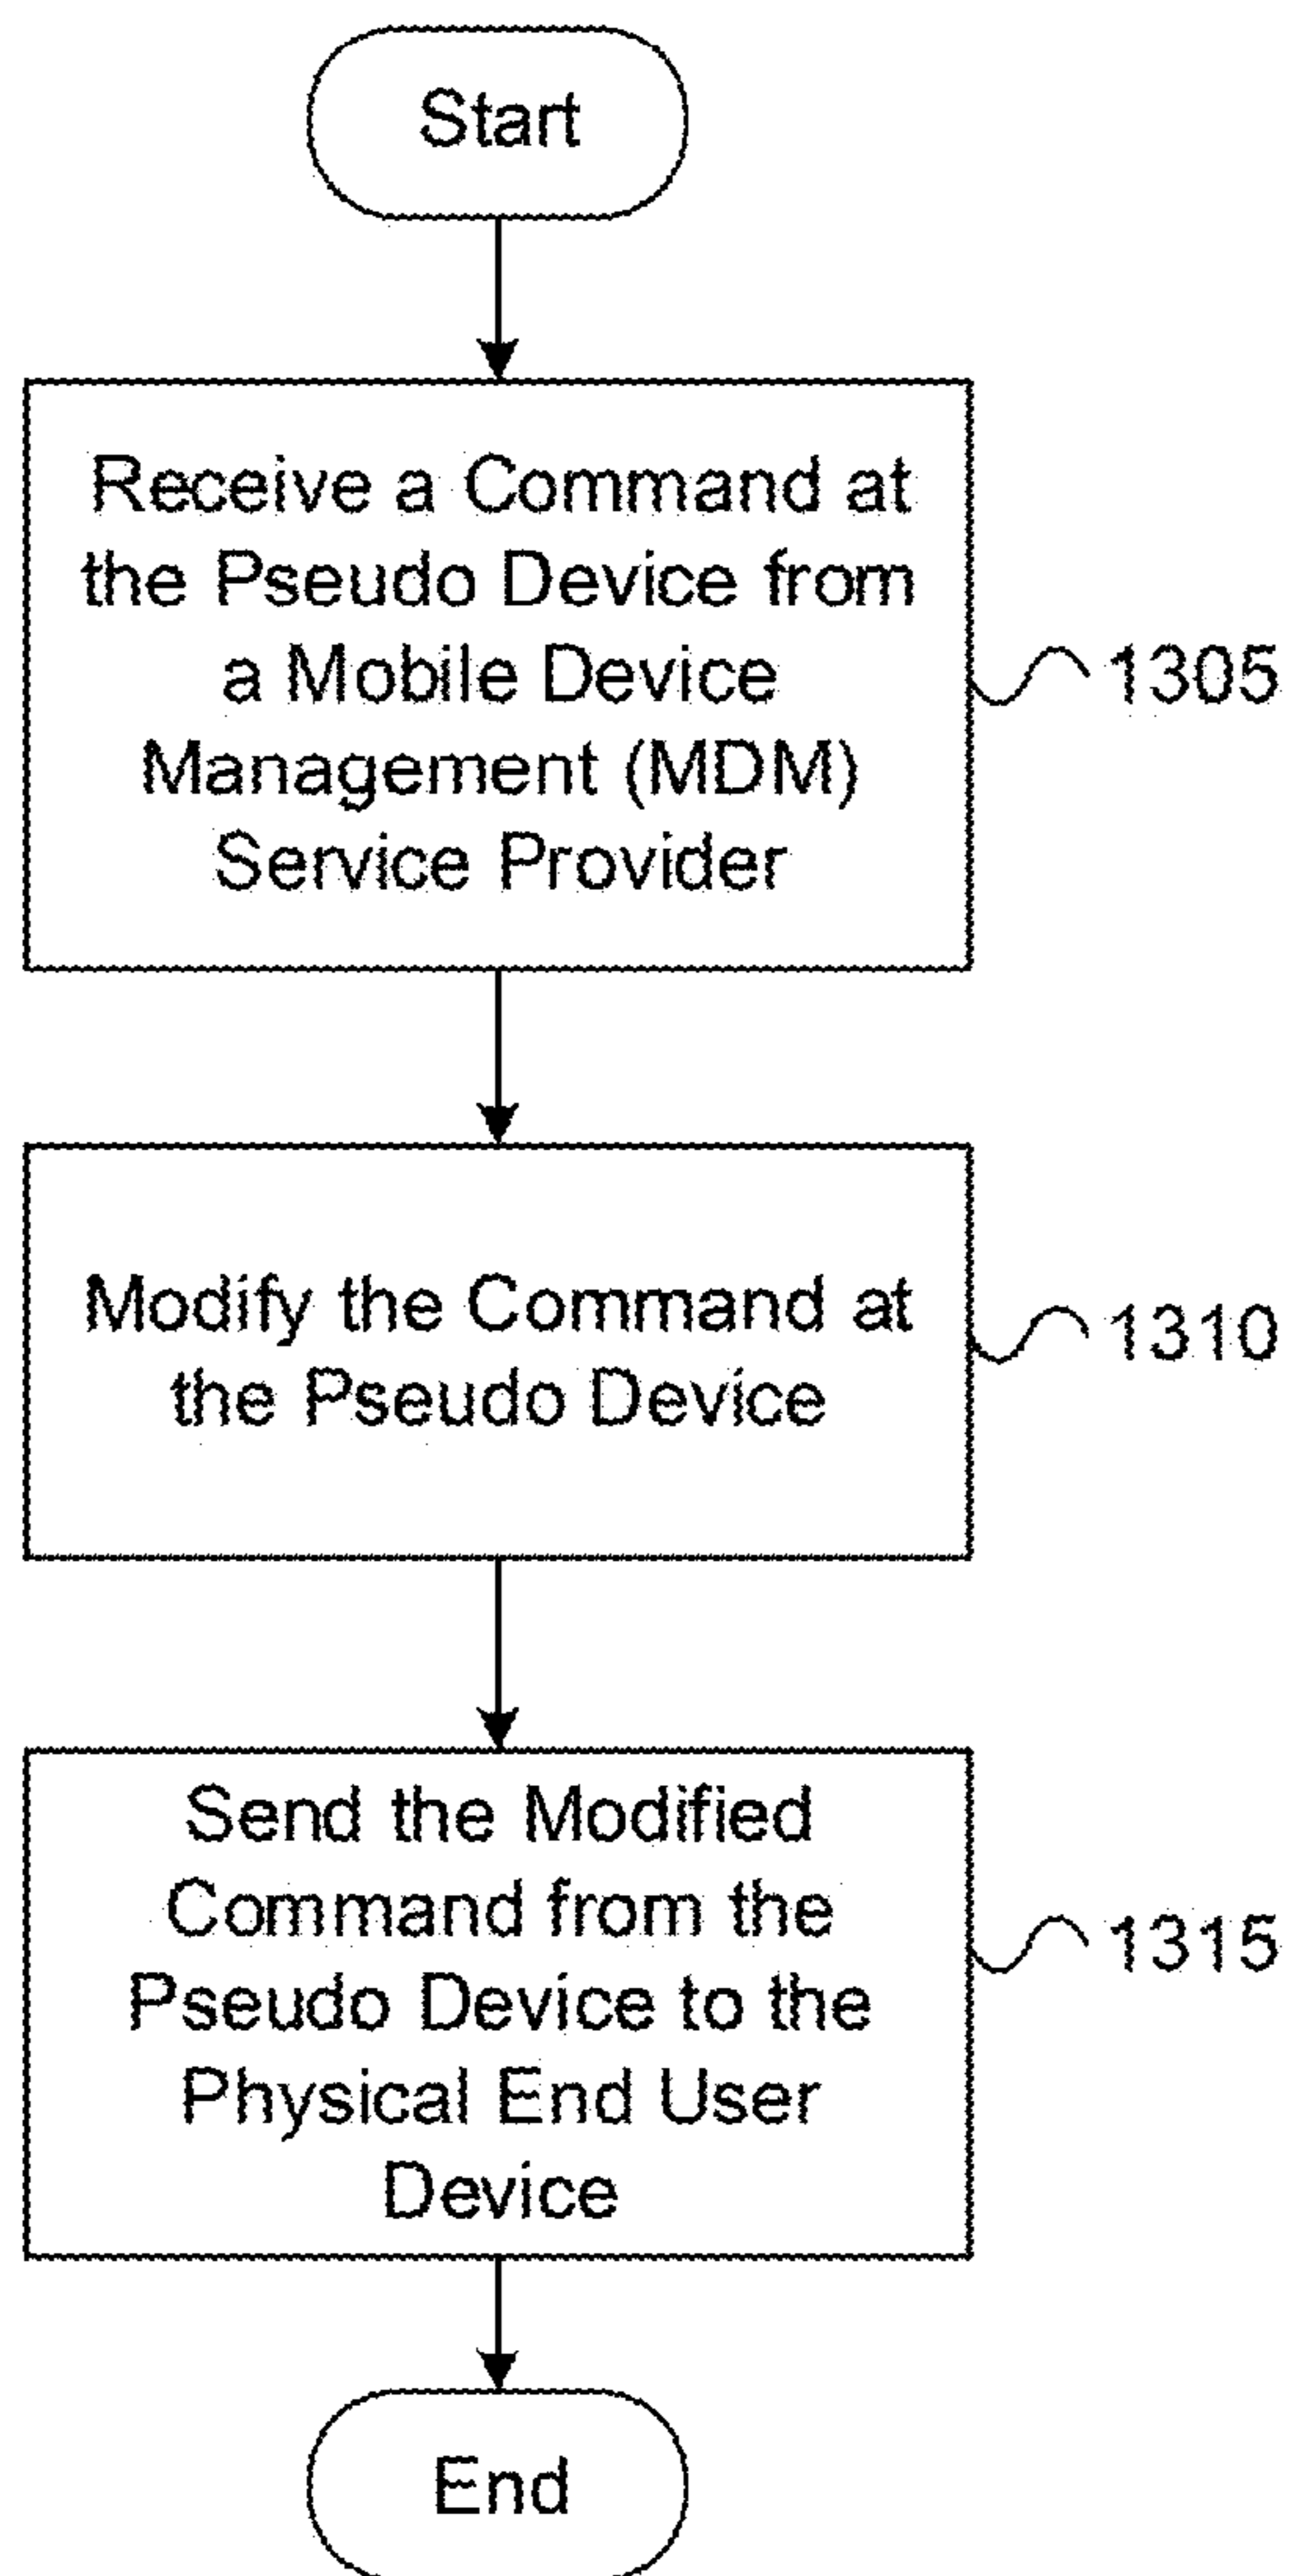 Start
Receive a Command at
the Pseudo Device from
a Mobile Device
Management (MDM)
Service Provider
1305
Modify the Command at
the Pseudo Device
1310
Send the Modified
Command from the
Pseudo Device to the
Physical End User
Device
1315
End